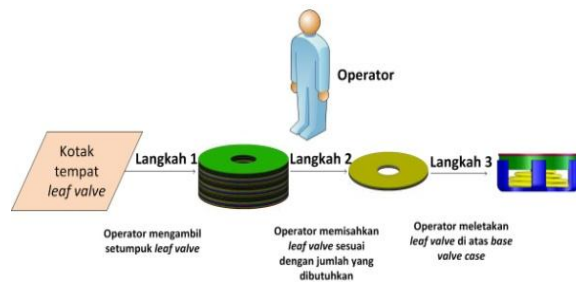 Operator
Kotak
tempat
leaf valve
Langkah 1
Langkah 2
Langkah 3
Operator mengambil
setumpuk leaf valve
Operator memisahkan
leaf valve sesuai
dengan jumlah yang
dibutuhkan
Operator meletakan
leaf valve di atas base
valve case